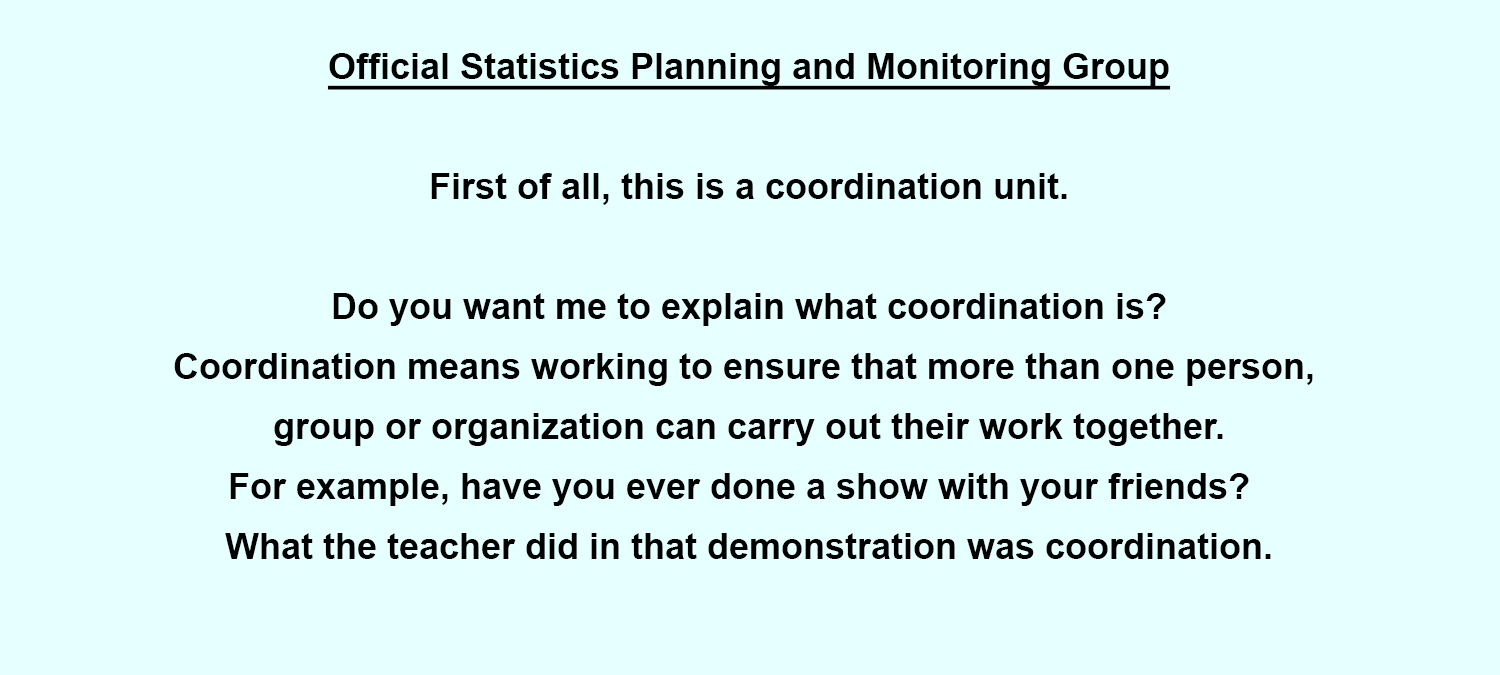 Official Statistics Planning and Monitoring Group
First of all, this is a coordination unit.
Do you want me to explain what coordination is?
Coordination means working to ensure that more than one person,
group or organization can carry out their work together.
For example, have you ever done a show with your friends?
What the teacher did in that demonstration was coordination.